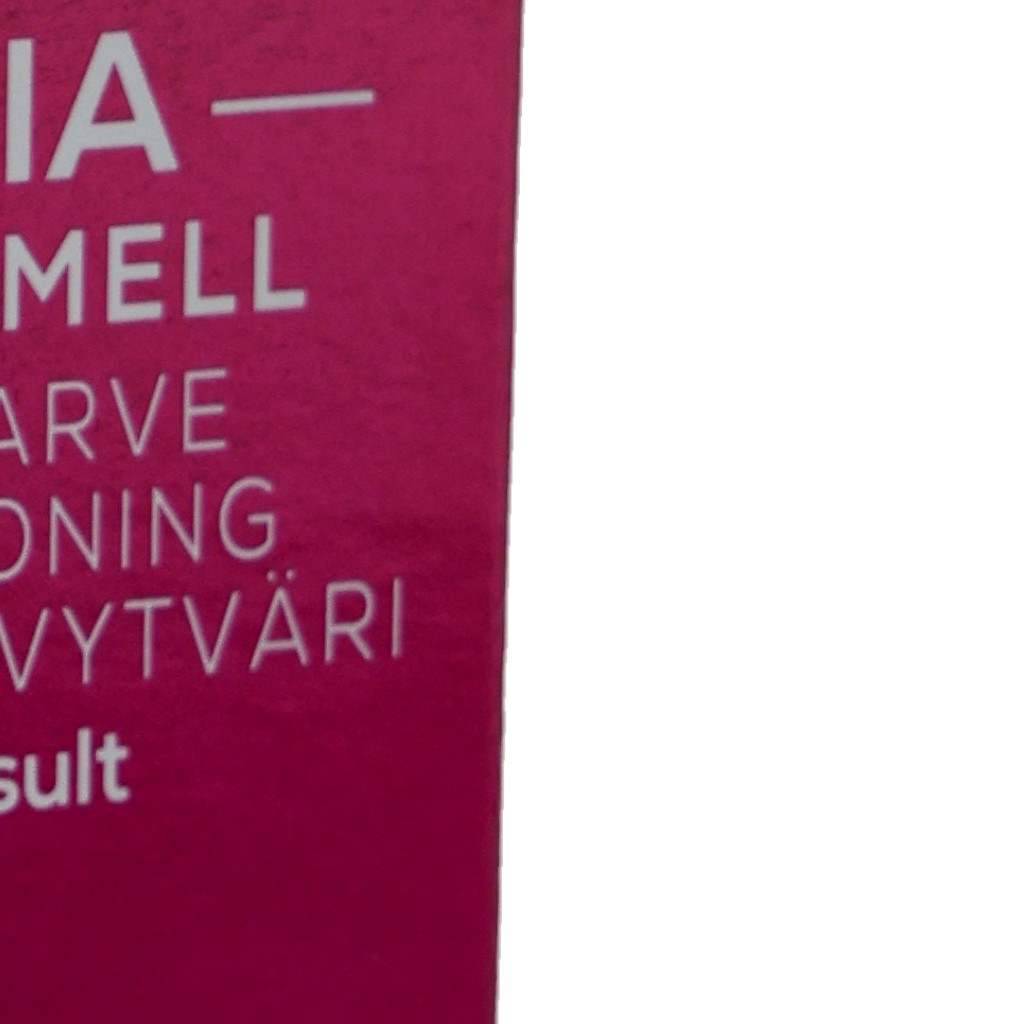 IA—
MELL
ARVE
ONING
VYTVÄRI
sult